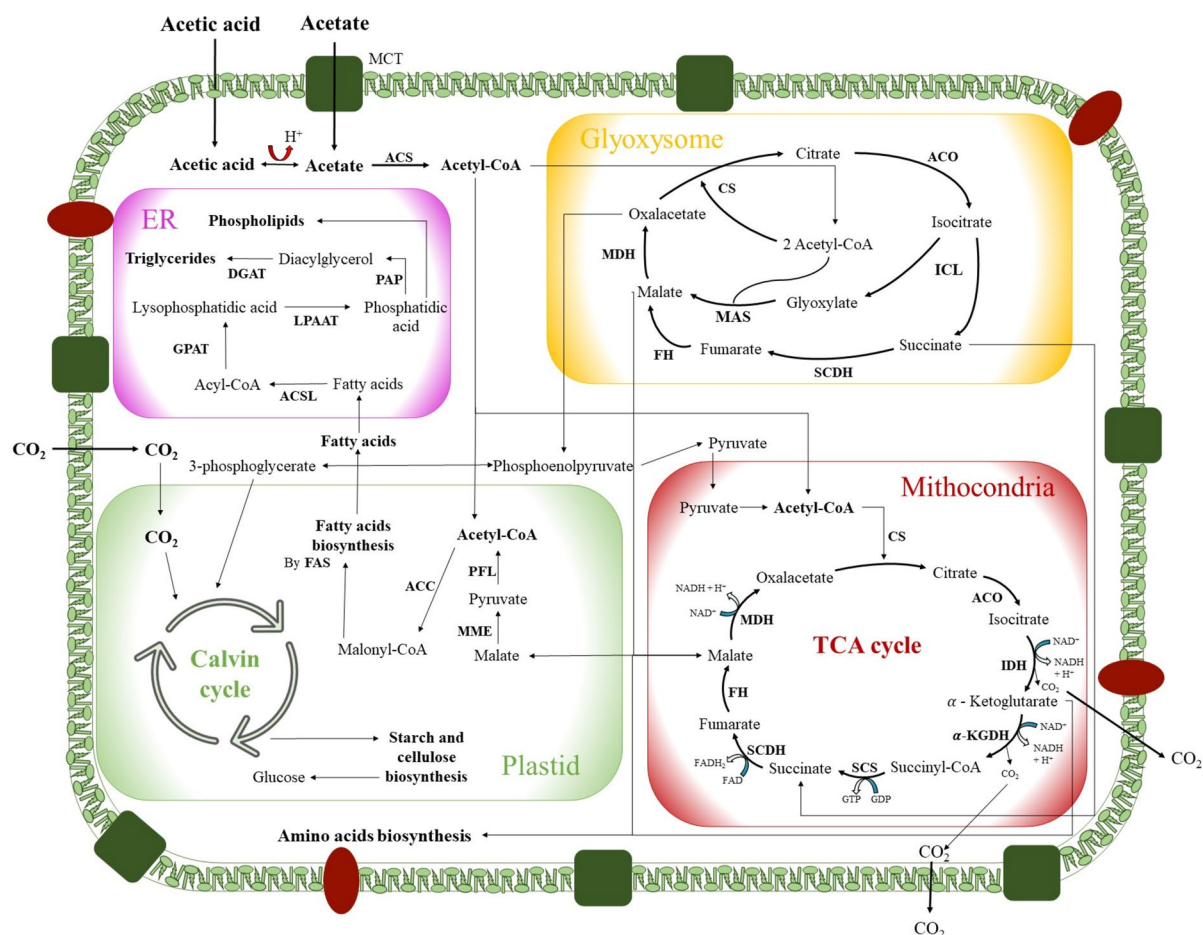 Acetic acid
Acetate
MCT
H⁺
Acetic acid
Acetate
ACS
Acetyl-CoA
Glyoxysome
Citrate
ACO
CS
Oxalacetate
Isocitrate
2 Acetyl-CoA
MDH
ICL
Malate
Glyoxylate
MAS
FH
Fumarate
Succinate
SCDH
ER
Phospholipids
Triglycerides
Diacylglycerol
DGAT
PAP
Lysophosphatidic acid
Phosphatidic
acid
LPAAT
GPAT
Acyl-CoA
Fatty acids
ACSL
CO₂
CO₂
Fatty acids
3-phosphoglycerate
Phosphoenolpyruvate
Pyruvate
CO₂
Fatty acids
biosynthesis
By FAS
Acetyl-CoA
ACC
PFL
Pyruvate
MME
Malonyl-CoA
Malate
Calvin
cycle
Starch and
cellulose
biosynthesis
Glucose
Plastid
Mithocondria
Pyruvate
Acetyl-CoA
CS
Oxalacetate
Citrate
NADH + H⁺
NAD⁺
MDH
ACO
Isocitrate
Malate
TCA cycle
NAD⁺
IDH
NADH
+ H⁺
CO₂
FH
α - Ketoglutarate
Fumarate
α-KGDH
NAD⁺
NADH
+ H⁺
SCDH
FADH₂
FAD
Succinate
SCS
Succinyl-CoA
CO₂
GTP
GDP
CO₂
Amino acids biosynthesis
CO₂
CO₂